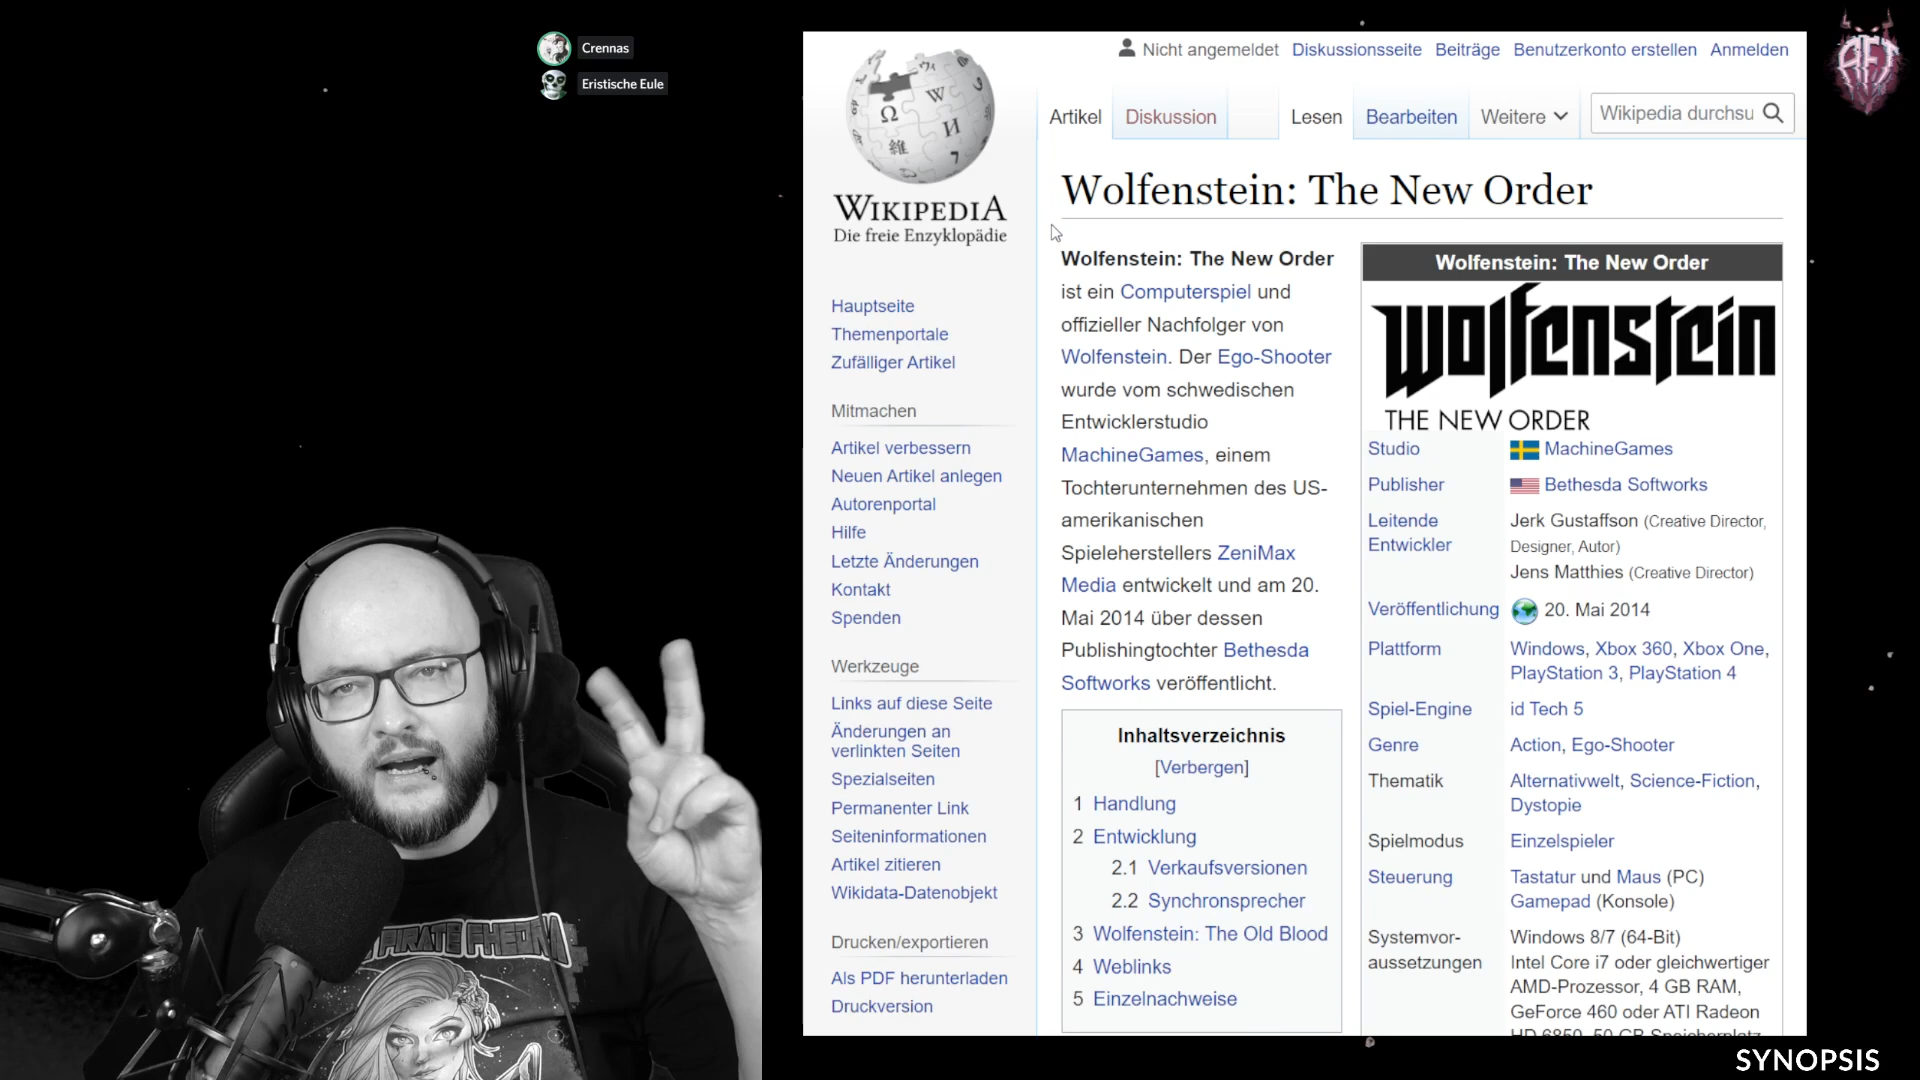 Crennas
Eristische Eule
AFT
WIKIPEDIA
Die freie Enzyklopädie
Hauptseite
Themenportale
Zufälliger Artikel
Mitmachen
Artikel verbessern
Neuen Artikel anlegen
Autorenportal
Hilfe
Letzte Änderungen
Kontakt
Spenden
Werkzeuge
Links auf diese Seite
Änderungen an
verlinkten Seiten
Spezialseiten
Permanenter Link
Seiteninformationen
Artikel zitieren
Wikidata-Datenobjekt
Drucken/exportieren
Als PDF herunterladen
Druckversion
Nicht angemeldet Diskussionsseite Beiträge Benutzerkonto erstellen Anmelden
Artikel Diskussion Lesen Bearbeiten Weitere Wikipedia durchsu
Wolfenstein: The New Order
Wolfenstein: The New Order
ist ein Computerspiel und
offizieller Nachfolger von
Wolfenstein. Der Ego-Shooter
wurde vom schwedischen
Entwicklerstudio
MachineGames, einem
Tochterunternehmen des US-
amerikanischen
Spieleherstellers ZeniMax
Media entwickelt und am 20.
Mai 2014 über dessen
Publishingtochter Bethesda
Softworks veröffentlicht.
Inhaltsverzeichnis
[Verbergen]
1 Handlung
2 Entwicklung
2.1 Verkaufsversionen
2.2 Synchronsprecher
3 Wolfenstein: The Old Blood
4 Weblinks
5 Einzelnachweise
Wolfenstein: The New Order
wolfenstein
THE NEW ORDER
Studio MachineGames
Publisher Bethesda Softworks
Leitende Entwickler Jerk Gustaffson (Creative Director,
Designer, Autor)
Jens Matthies (Creative Director)
Veröffentlichung 20. Mai 2014
Plattform Windows, Xbox 360, Xbox One,
PlayStation 3, PlayStation 4
Spiel-Engine id Tech 5
Genre Action, Ego-Shooter
Thematik Alternativwelt, Science-Fiction,
Dystopie
Spielmodus Einzelspieler
Steuerung Tastatur und Maus (PC)
Gamepad (Konsole)
Systemvor-
aussetzungen
Windows 8/7 (64-Bit)
Intel Core i7 oder gleichwertiger
AMD-Prozessor, 4 GB RAM,
GeForce 460 oder ATI Radeon
HD 6850, 50 GB Speicherplatz
PIRATE
SYNOPSIS